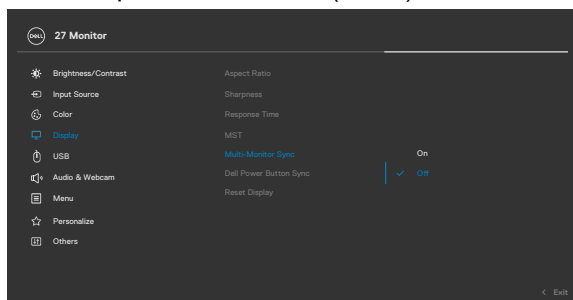 DELL 27 Monitor
Brightness/Contrast
Input Source
Color
Display
USB
Audio & Webcam
Menu
Personalize
Others
Aspect Ratio
Sharpness
Response Time
MST
Multi-Monitor Sync
Dell Power Button Sync
Reset Display
On
Off
Exit